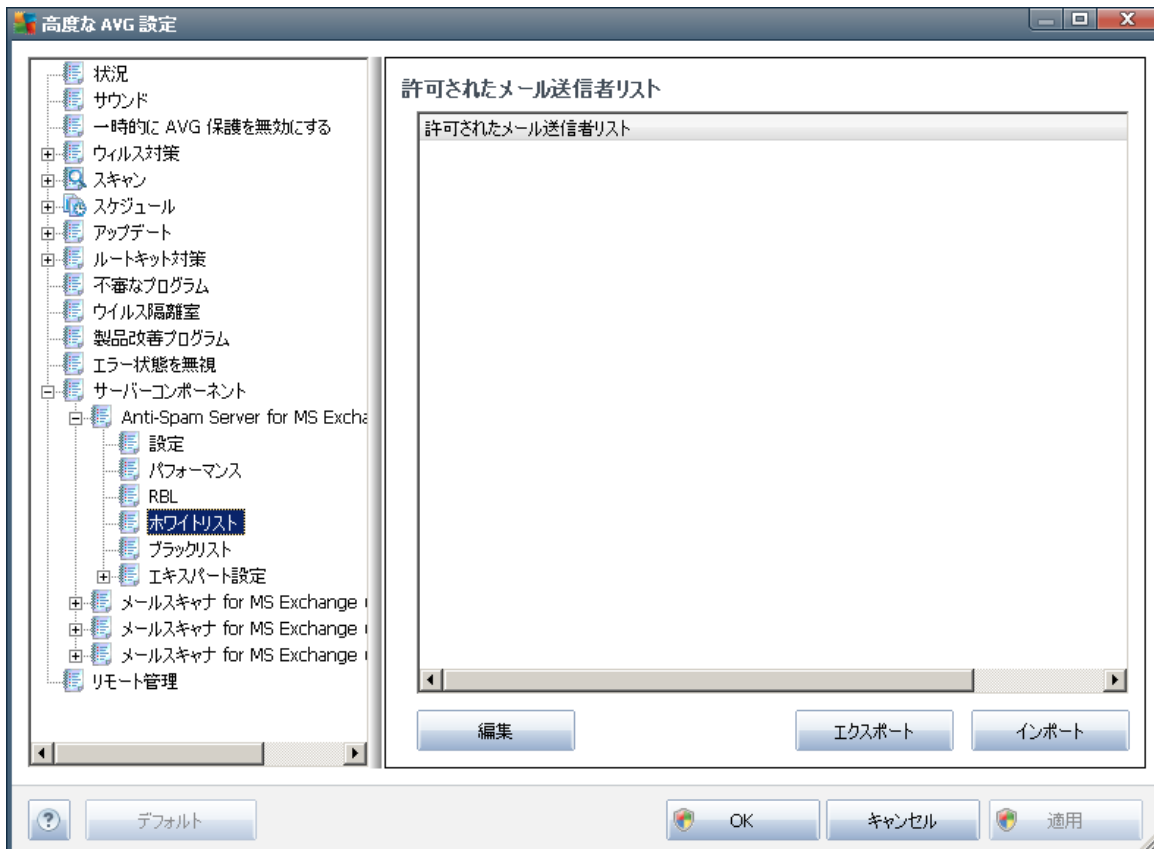 高度な AVG 設定
状況
サウンド
一時的に AVG 保護を無効にする
ウィルス対策
スキャン
スケジュール
アップデート
ルートキット対策
不審なプログラム
ウイルス隔離室
製品改善プログラム
エラー状態を無視
サーバーコンポーネント
Anti-Spam Server for MS Excha
設定
パフォーマンス
RBL
ホワイトリスト
ブラックリスト
エキスパート設定
メールスキャナ for MS Exchange
メールスキャナ for MS Exchange
メールスキャナ for MS Exchange
リモート管理
許可されたメール送信者リスト
許可されたメール送信者リスト
編集
エクスポート
インポート
?
デフォルト
OK
キャンセル
適用